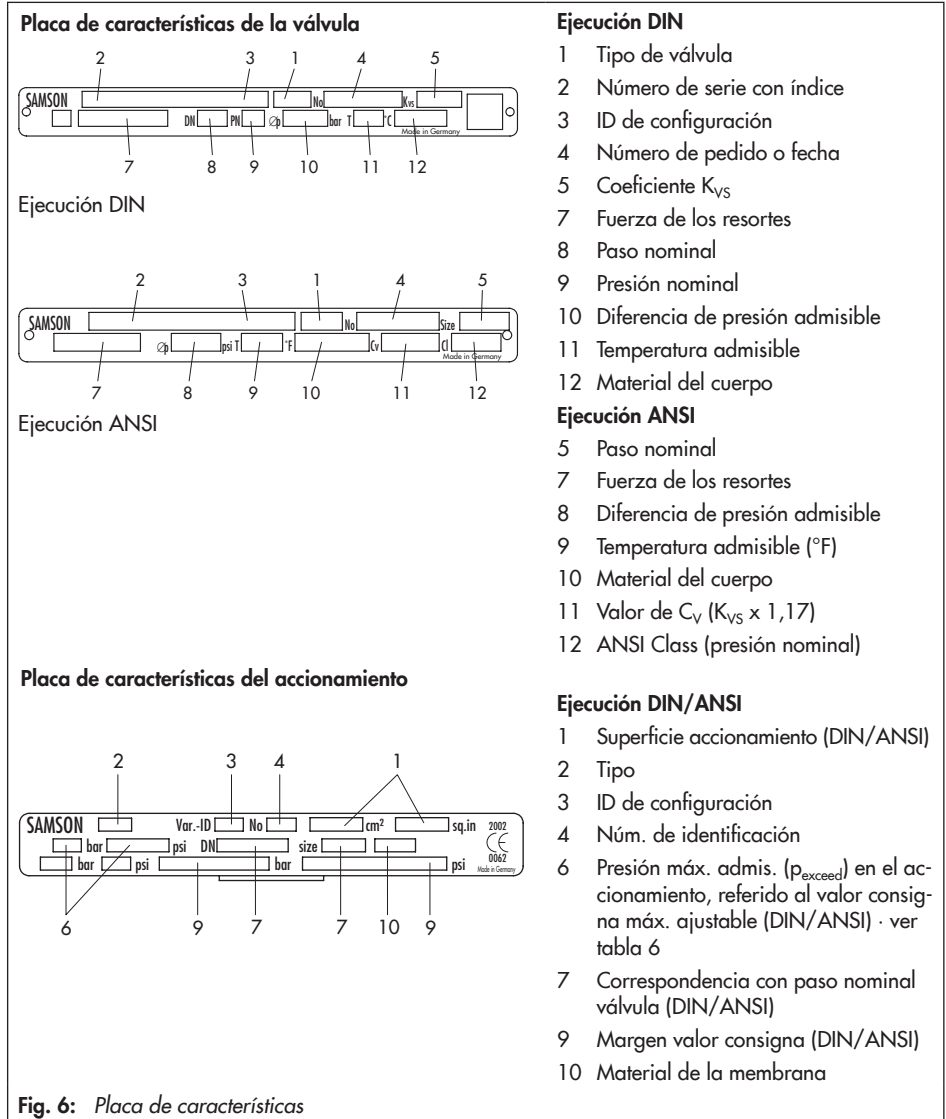 Placa de características de la válvula
2 3 1 4 5
SAMSON No Kvs
DN PN ∅p bar T °C
Made in Germany
7 8 9 10 11 12
Ejecución DIN
2 3 1 4 5
SAMSON No Size
∅p psi T °F Cv Cl
Made in Germany
7 8 9 10 11 12
Ejecución ANSI
Placa de características del accionamiento
2 3 4 1
SAMSON Var.-ID No cm² sq.in 2002
bar psi DN size CE
bar psi bar psi 0062
Made in Germany
6 9 7 7 10 9
Ejecución DIN
1 Tipo de válvula
2 Número de serie con índice
3 ID de configuración
4 Número de pedido o fecha
5 Coeficiente KVS
7 Fuerza de los resortes
8 Paso nominal
9 Presión nominal
10 Diferencia de presión admisible
11 Temperatura admisible
12 Material del cuerpo
Ejecución ANSI
5 Paso nominal
7 Fuerza de los resortes
8 Diferencia de presión admisible
9 Temperatura admisible (°F)
10 Material del cuerpo
11 Valor de CV (KVS x 1,17)
12 ANSI Class (presión nominal)
Ejecución DIN/ANSI
1 Superficie accionamiento (DIN/ANSI)
2 Tipo
3 ID de configuración
4 Núm. de identificación
6 Presión máx. admis. (pexceed) en el ac-
cionamiento, referido al valor consig-
na máx. ajustable (DIN/ANSI) · ver
tabla 6
7 Correspondencia con paso nominal
válvula (DIN/ANSI)
9 Margen valor consigna (DIN/ANSI)
10 Material de la membrana
Fig. 6: Placa de características